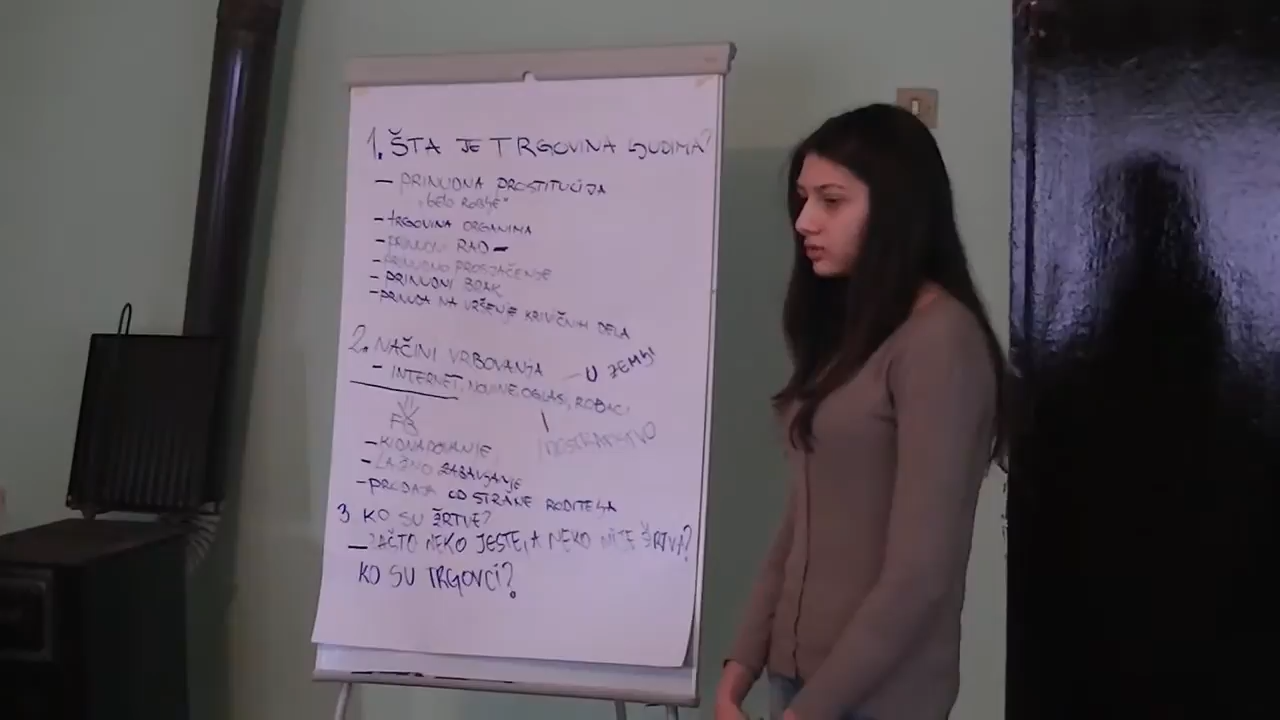 1. ŠTA JE TRGOVINA LJUDIMA?
- PRINUDNA PROSTITUCIJA
"BELO ROBLJE"
- TRGOVINA ORGANIMA
- PRINUDNI RAD -
- PRINUDNO PROSJAČENJE
- PRINUDNI BRAK
- PRINUDA NA VRŠENJE KRIVIČNIH DELA
2. NAČINI VRBOVANJA
- U ZEMLJI
- INTERNET, NOVINE, OGLASI, ROĐACI
INOSTRANSTVO
FB
- KIDNAPOVANJE
- LAŽNO ZABAVLJANJE
- PRODAJA OD STRANE RODITELJA
3 KO SU ŽRTVE?
- ZAŠTO NEKO JESTE, A NEKO NIJE ŽRTVA?
KO SU TRGOVCI?